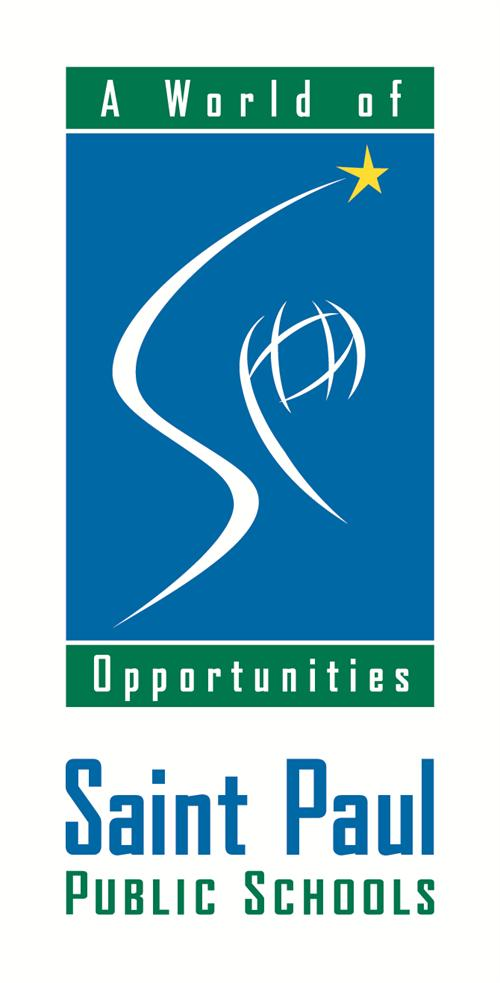 A World of
Opportunities
Saint Paul
PUBLIC SCHOOLS